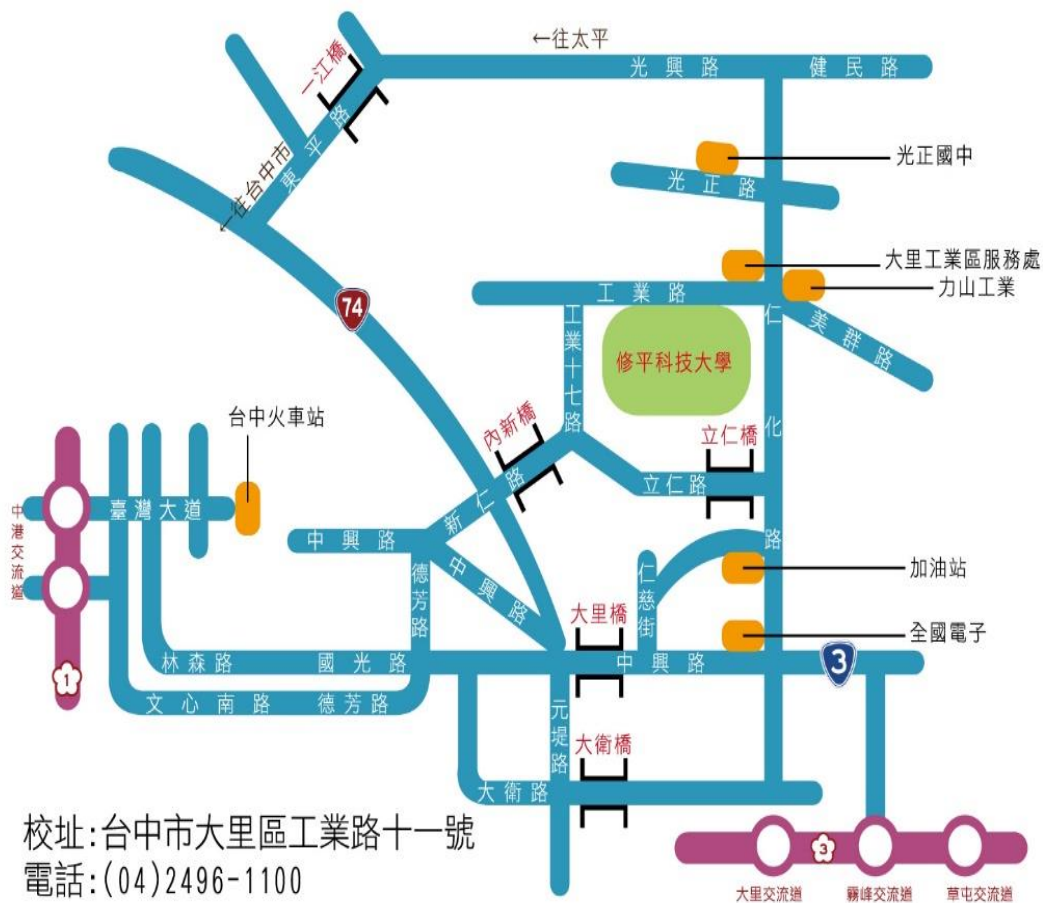 ←往太平
一江橋
光興路
健民路
東平路
←往台中市
光正國中
光正路
大里工業區服務處
力山工業
工業路
74
美群路
工業十七路
修平科技大學
仁化路
台中火車站
內新橋
立仁橋
新仁路
立仁路
臺灣大道
中港交流道
中興路
中興路
德芳路
仁慈街
加油站
大里橋
全國電子
林森路
國光路
中興路
3
1
文心南路
德芳路
元堤路
大衛橋
大衛路
校址:台中市大里區工業路十一號
電話:(04)2496-1100
3
大里交流道
霧峰交流道
草屯交流道